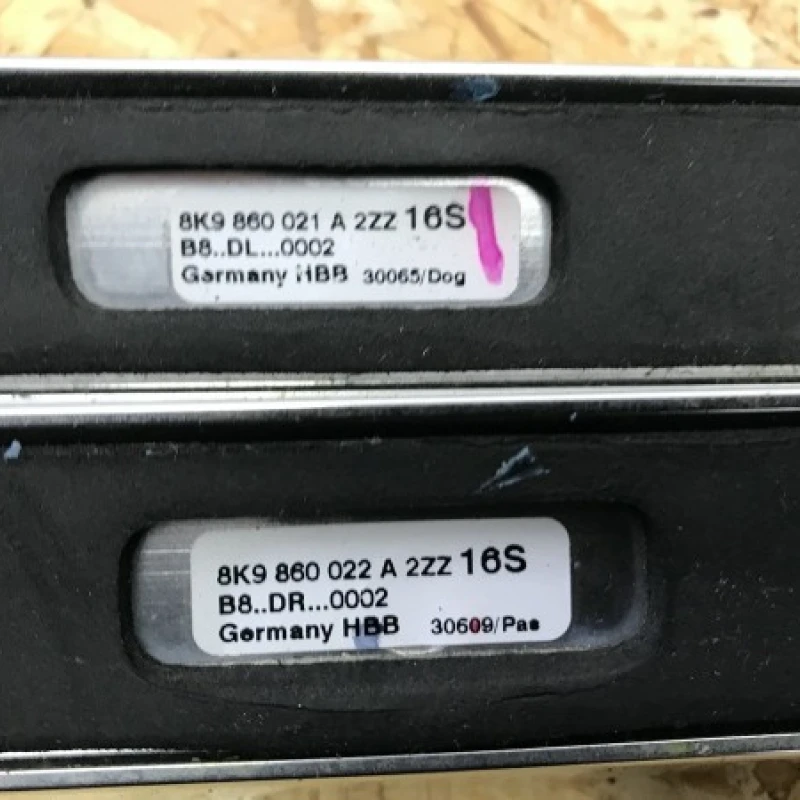 8K9 860 021 A 2ZZ 16S
B8..DL...0002
Germany HBB 30065/Dog
8K9 860 022 A 2ZZ 16S
B8..DR...0002
Germany HBB 30609/Pae